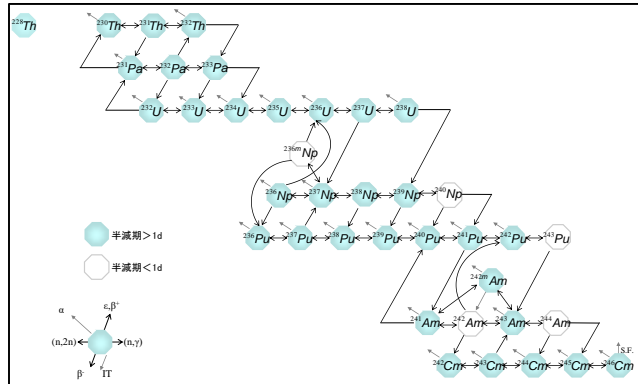 228Th 230Th 231Th 232Th
231Pa 232Pa 233Pa
232U 233U 234U 235U 236U 237U 238U
236mNp
236Np 237Np 238Np 239Np 240Np
236Pu 237Pu 238Pu 239Pu 240Pu 241Pu 242Pu 243Pu
242mAm
241Am 242Am 243Am 244Am
242Cm 243Cm 244Cm 245Cm 246Cm
S.F.
半減期>1d
半減期<1d
α ε,β+
(n,2n) (n,γ)
β- IT